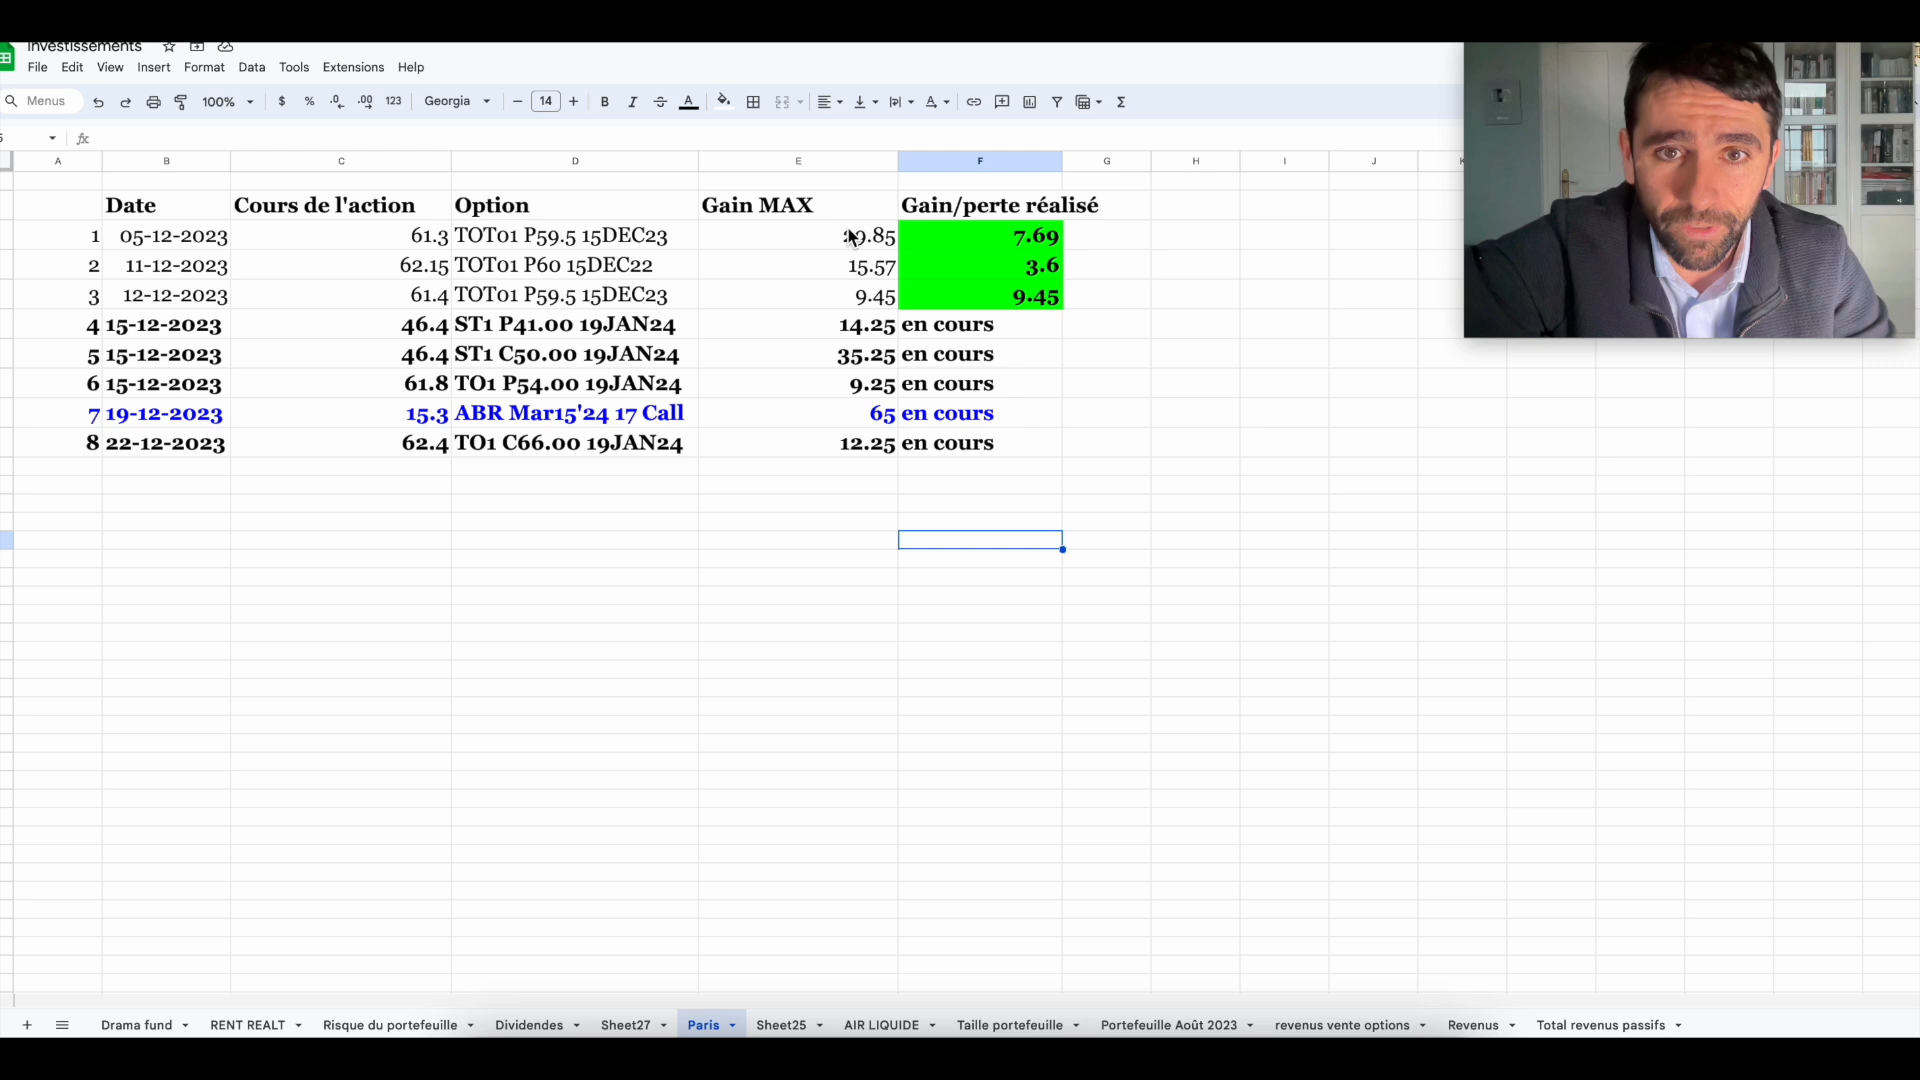 Investissements
File Edit View Insert Format Data Tools Extensions Help
Menus 100% $ % .0 .00 123 Georgia 14 B I A Σ
fx
A B C D E F G H I J
Date Cours de l'action Option Gain MAX Gain/perte réalisé
1 05-12-2023 61.3 TOT01 P59.5 15DEC23 7.69
2 11-12-2023 62.15 TOT01 P60 15DEC22 15.57 3.6
3 12-12-2023 61.4 TOT01 P59.5 15DEC23 9.45 9.45
4 15-12-2023 46.4 ST1 P41.00 19JAN24 14.25 en cours
5 15-12-2023 46.4 ST1 C50.00 19JAN24 35.25 en cours
6 15-12-2023 61.8 TO1 P54.00 19JAN24 9.25 en cours
7 19-12-2023 15.3 ABR Mar15'24 17 Call 65 en cours
8 22-12-2023 62.4 TO1 C66.00 19JAN24 12.25 en cours
Drama fund RENT REALT Risque du portefeuille Dividendes Sheet27 Paris Sheet25 AIR LIQUIDE Taille portefeuille Portefeuille Août 2023 revenus vente options Revenus Total revenus passifs